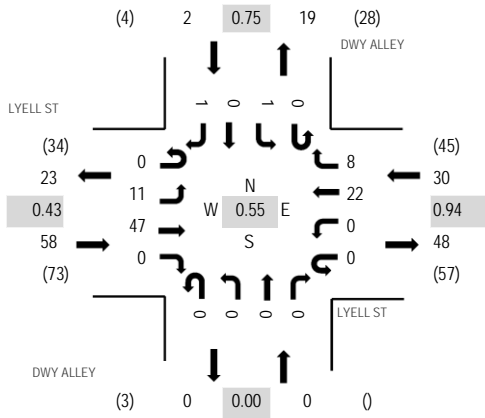 (4) 2 0.75 19 (28)
DWY ALLEY
1 0 1 0
LYELL ST
(34) (45)
0 8
23 30
11 N 22
0.43 W 0.55 E 0.94
47 S 0
58 48
0 0
(73) (57)
0 0 0 0
LYELL ST
DWY ALLEY
(3) 0 0.00 0 ()